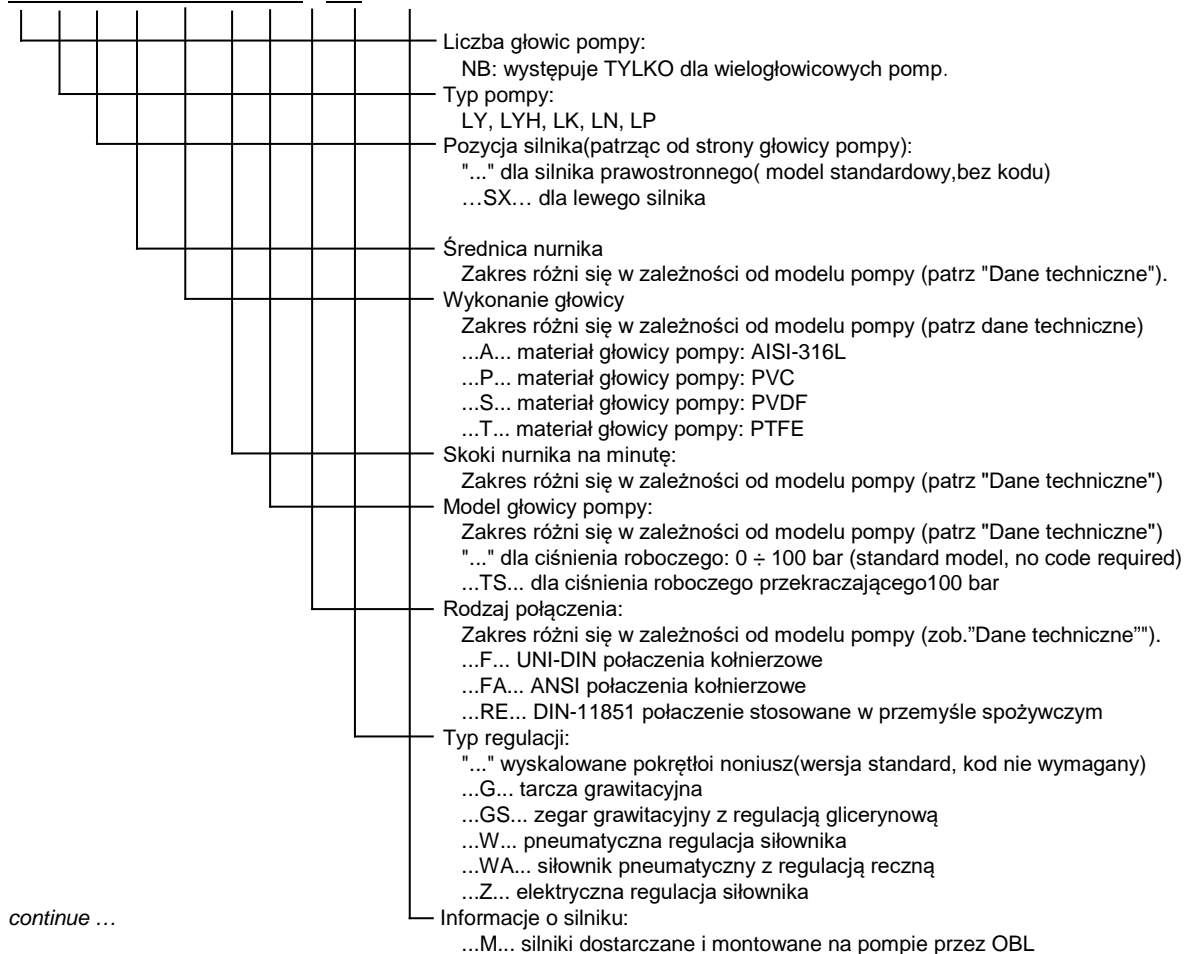 Liczba głowic pompy:
NB: występuje TYLKO dla wielogłowicowych pomp.
Typ pompy:
LY, LYH, LK, LN, LP
Pozycja silnika(patrząc od strony głowicy pompy):
"..." dla silnika prawostronnego( model standardowy,bez kodu)
…SX… dla lewego silnika
Średnica nurnika
Zakres różni się w zależności od modelu pompy (patrz "Dane techniczne").
Wykonanie głowicy
Zakres różni się w zależności od modelu pompy (patrz dane techniczne)
...A... materiał głowicy pompy: AISI-316L
...P... materiał głowicy pompy: PVC
...S... materiał głowicy pompy: PVDF
...T... materiał głowicy pompy: PTFE
Skoki nurnika na minutę:
Zakres różni się w zależności od modelu pompy (patrz "Dane techniczne")
Model głowicy pompy:
Zakres różni się w zależności od modelu pompy (patrz "Dane techniczne")
"..." dla ciśnienia roboczego: 0 ÷ 100 bar (standard model, no code required)
...TS... dla ciśnienia roboczego przekraczającego100 bar
Rodzaj połączenia:
Zakres różni się w zależności od modelu pompy (zob.”Dane techniczne”").
...F... UNI-DIN połaczenia kołnierzowe
...FA... ANSI połaczenia kołnierzowe
...RE... DIN-11851 połaczenie stosowane w przemyśle spożywczym
Typ regulacji:
"..." wyskalowane pokrętłoi noniusz(wersja standard, kod nie wymagany)
...G... tarcza grawitacyjna
...GS... zegar grawitacyjny z regulacją glicerynową
...W... pneumatyczna regulacja siłownika
...WA... siłownik pneumatyczny z regulacją reczną
...Z... elektryczna regulacja siłownika
continue …
Informacje o silniku:
...M... silniki dostarczane i montowane na pompie przez OBL